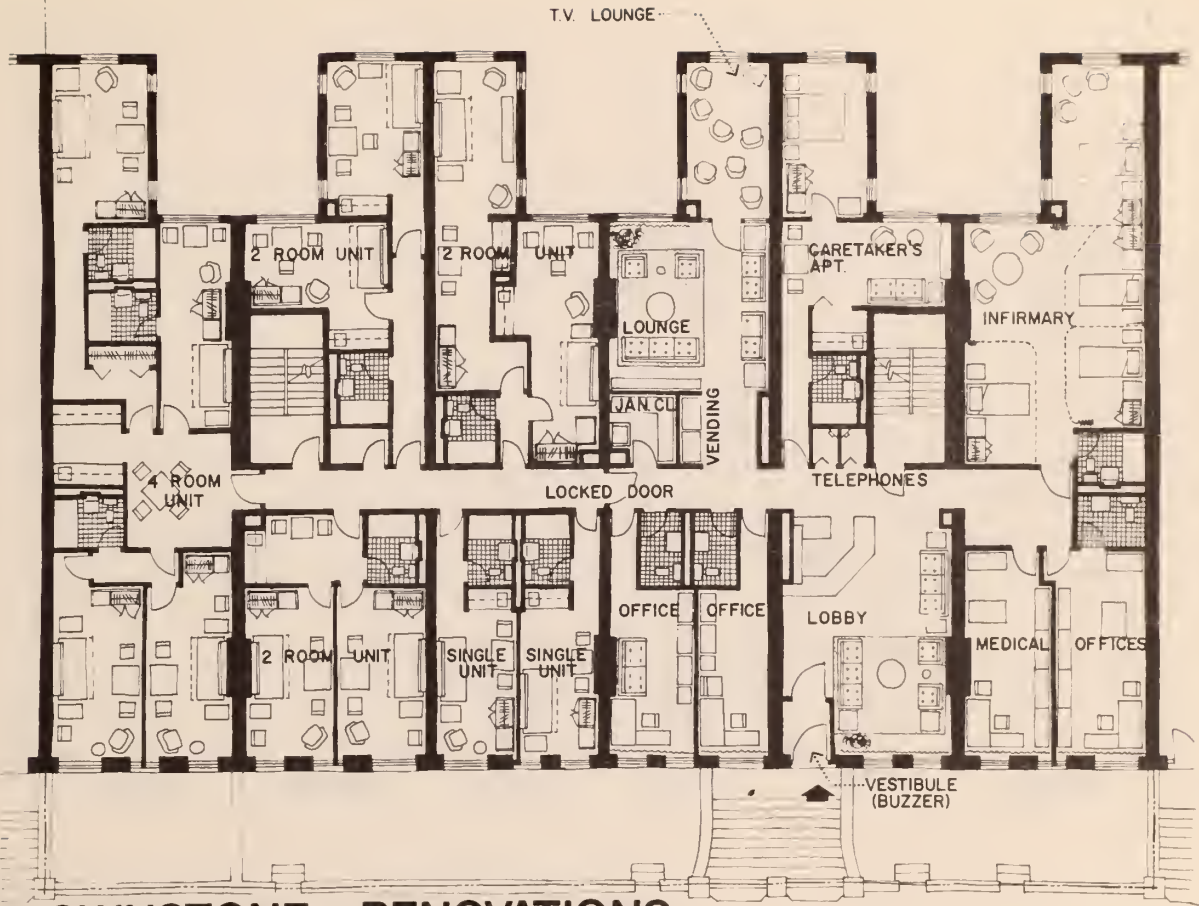 T.V. LOUNGE
2 ROOM UNIT
2 ROOM UNIT
CARETAKER'S
APT.
LOUNGE
INFIRMARY
JAN. CL.
VENDING
4 ROOM
UNIT
LOCKED DOOR
TELEPHONES
OFFICE
OFFICE
LOBBY
2 ROOM UNIT
SINGLE
UNIT
SINGLE
UNIT
MEDICAL OFFICES
VESTIBULE
(BUZZER)
RENOVATIONS